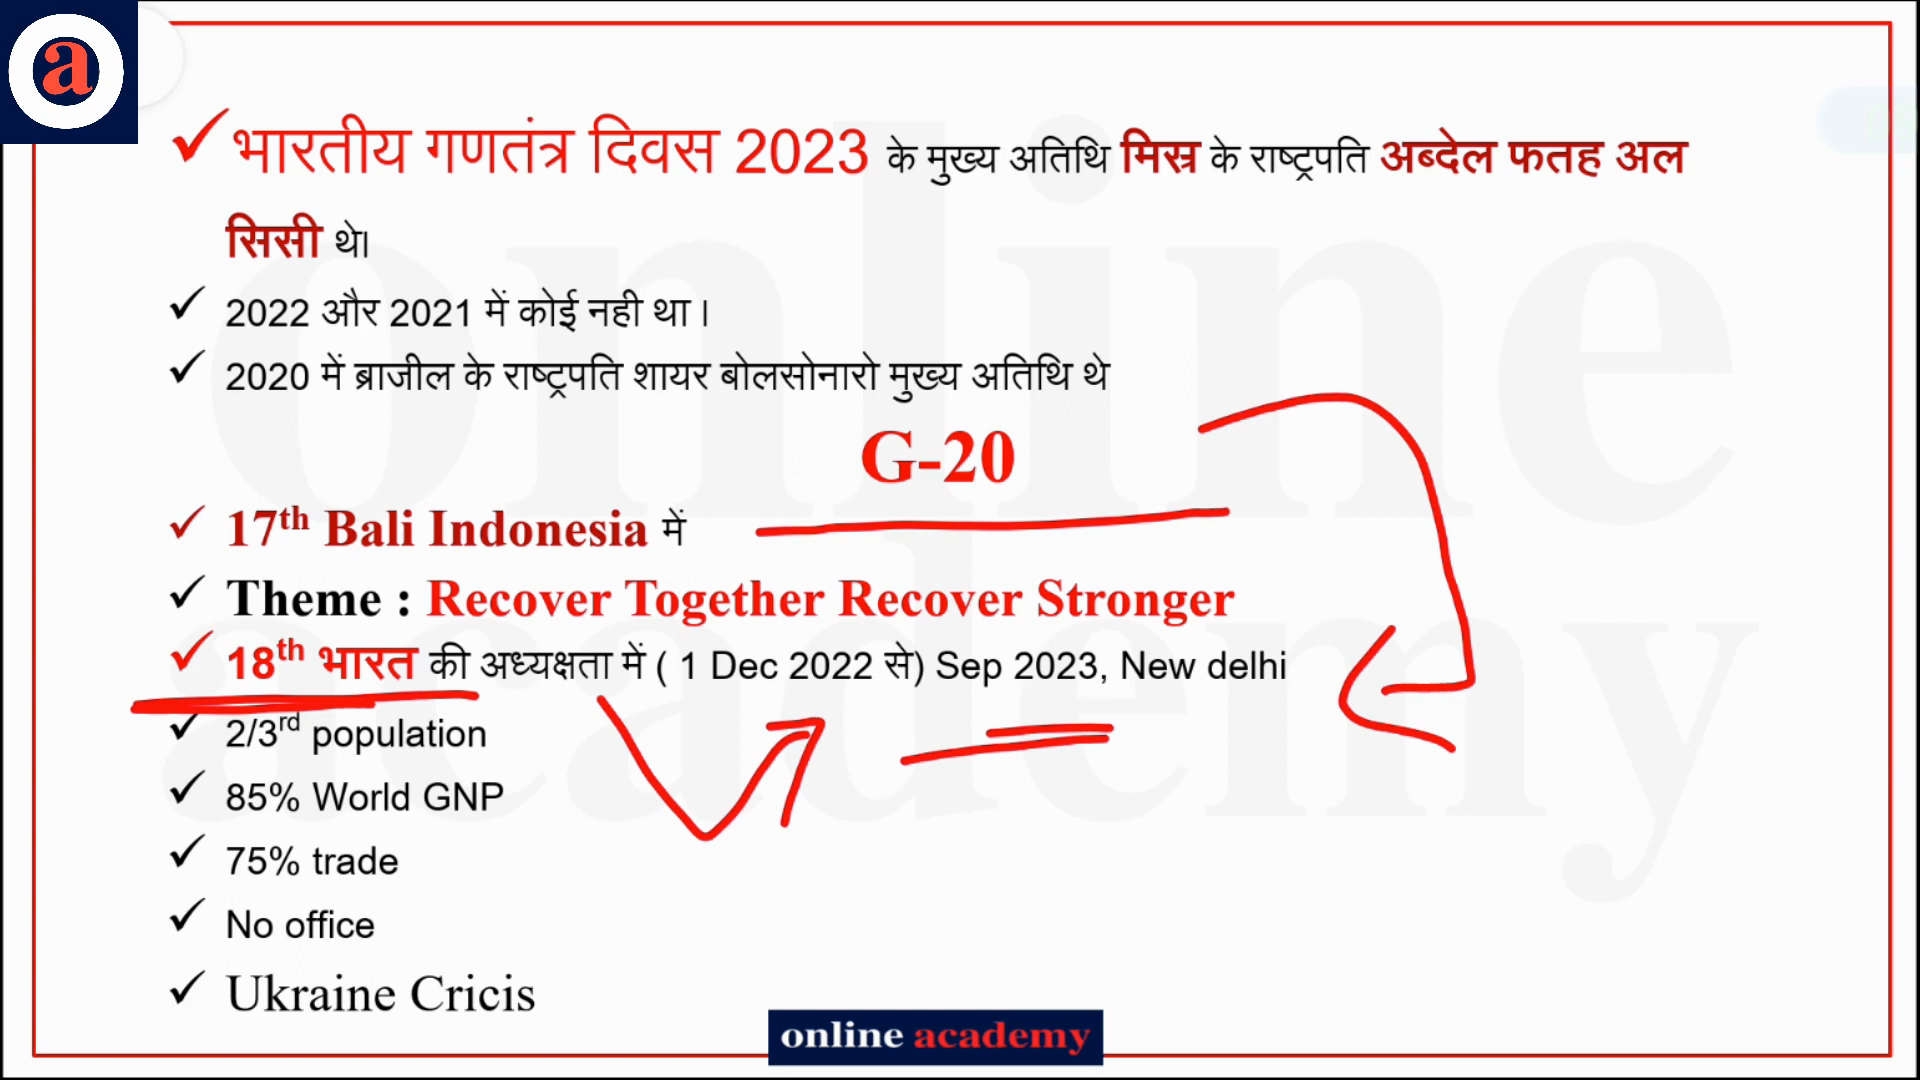 a
भारतीय गणतंत्र दिवस 2023 के मुख्य अतिथि मिस्र के राष्ट्रपति अब्देल फतह अल
सिसी थे।
2022 और 2021 में कोई नही था ।
2020 में ब्राजील के राष्ट्रपति शायर बोलसोनारो मुख्य अतिथि थे
G-20
17th Bali Indonesia में
Theme : Recover Together Recover Stronger
18th भारत की अध्यक्षता में ( 1 Dec 2022 से) Sep 2023, New delhi
2/3rd population
85% World GNP
75% trade
No office
Ukraine Cricis
online academy
online
academy